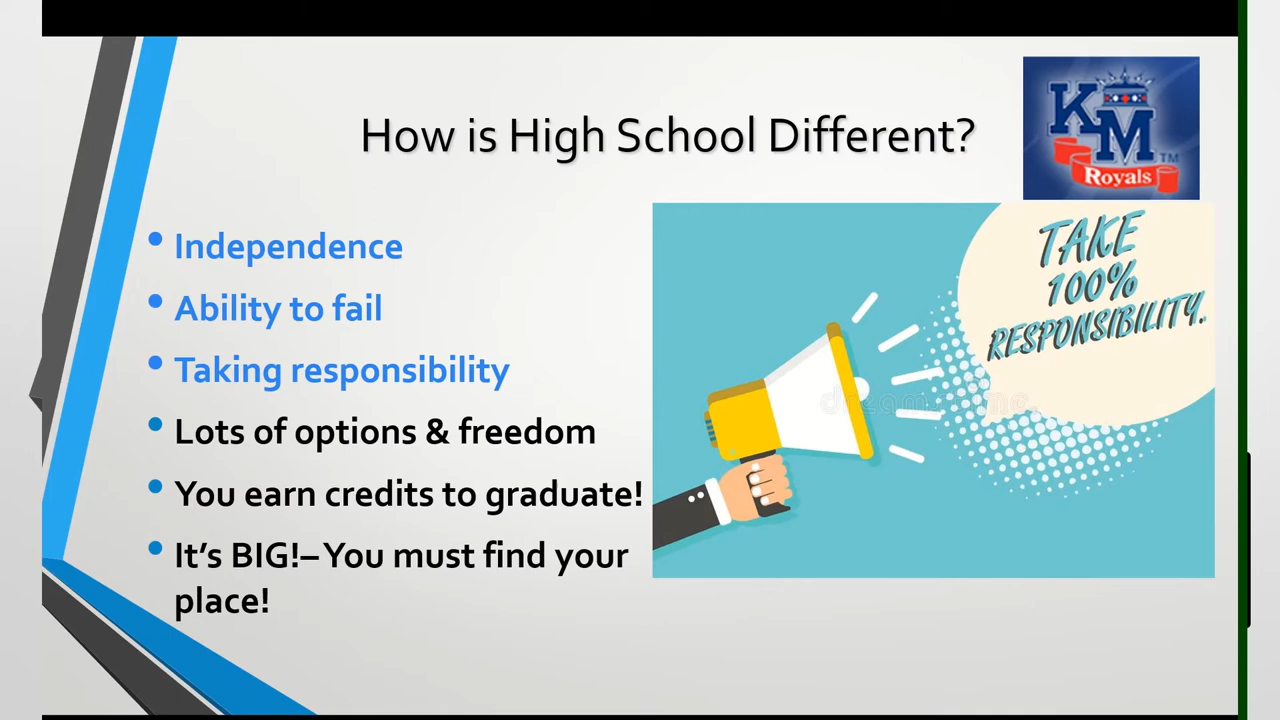 How is High School Different?
KM
TM
Royals
• Independence
• Ability to fail
• Taking responsibility
• Lots of options & freedom
• You earn credits to graduate!
• It's BIG!– You must find your
place!
TAKE
100%
RESPONSIBILITY.